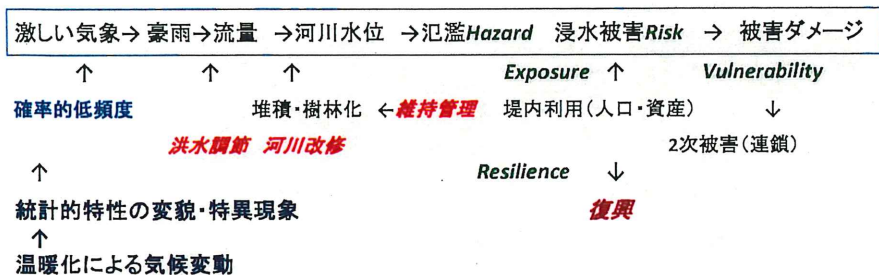 激しい気象→ 豪雨→流量 →河川水位 →氾濫Hazard 浸水被害Risk → 被害ダメージ
↑ ↑ ↑ Exposure ↑ Vulnerability
確率的低頻度 堆積・樹林化 ←維持管理 堤内利用(人口・資産) ↓
洪水調節 河川改修 2次被害(連鎖)
↑ Resilience ↓
統計的特性の変貌・特異現象 復興
↑
温暖化による気候変動